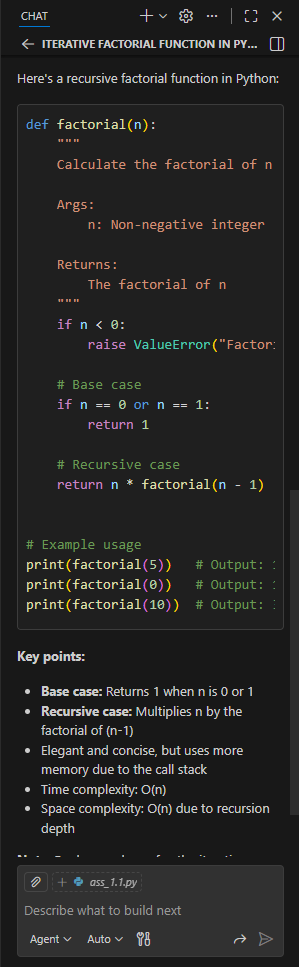 CHAT
ITERATIVE FACTORIAL FUNCTION IN PY...
Here's a recursive factorial function in Python:
def factorial(n):
"""
Calculate the factorial of n
Args:
n: Non-negative integer
Returns:
The factorial of n
"""
if n < 0:
raise ValueError("Factor
# Base case
if n == 0 or n == 1:
return 1
# Recursive case
return n * factorial(n - 1)
# Example usage
print(factorial(5)) # Output:
print(factorial(0)) # Output:
print(factorial(10)) # Output:
Key points:
• Base case: Returns 1 when n is 0 or 1
• Recursive case: Multiplies n by the
factorial of (n-1)
• Elegant and concise, but uses more
memory due to the call stack
• Time complexity: O(n)
• Space complexity: O(n) due to recursion
depth
ass_1.1.py
Describe what to build next
Agent
Auto